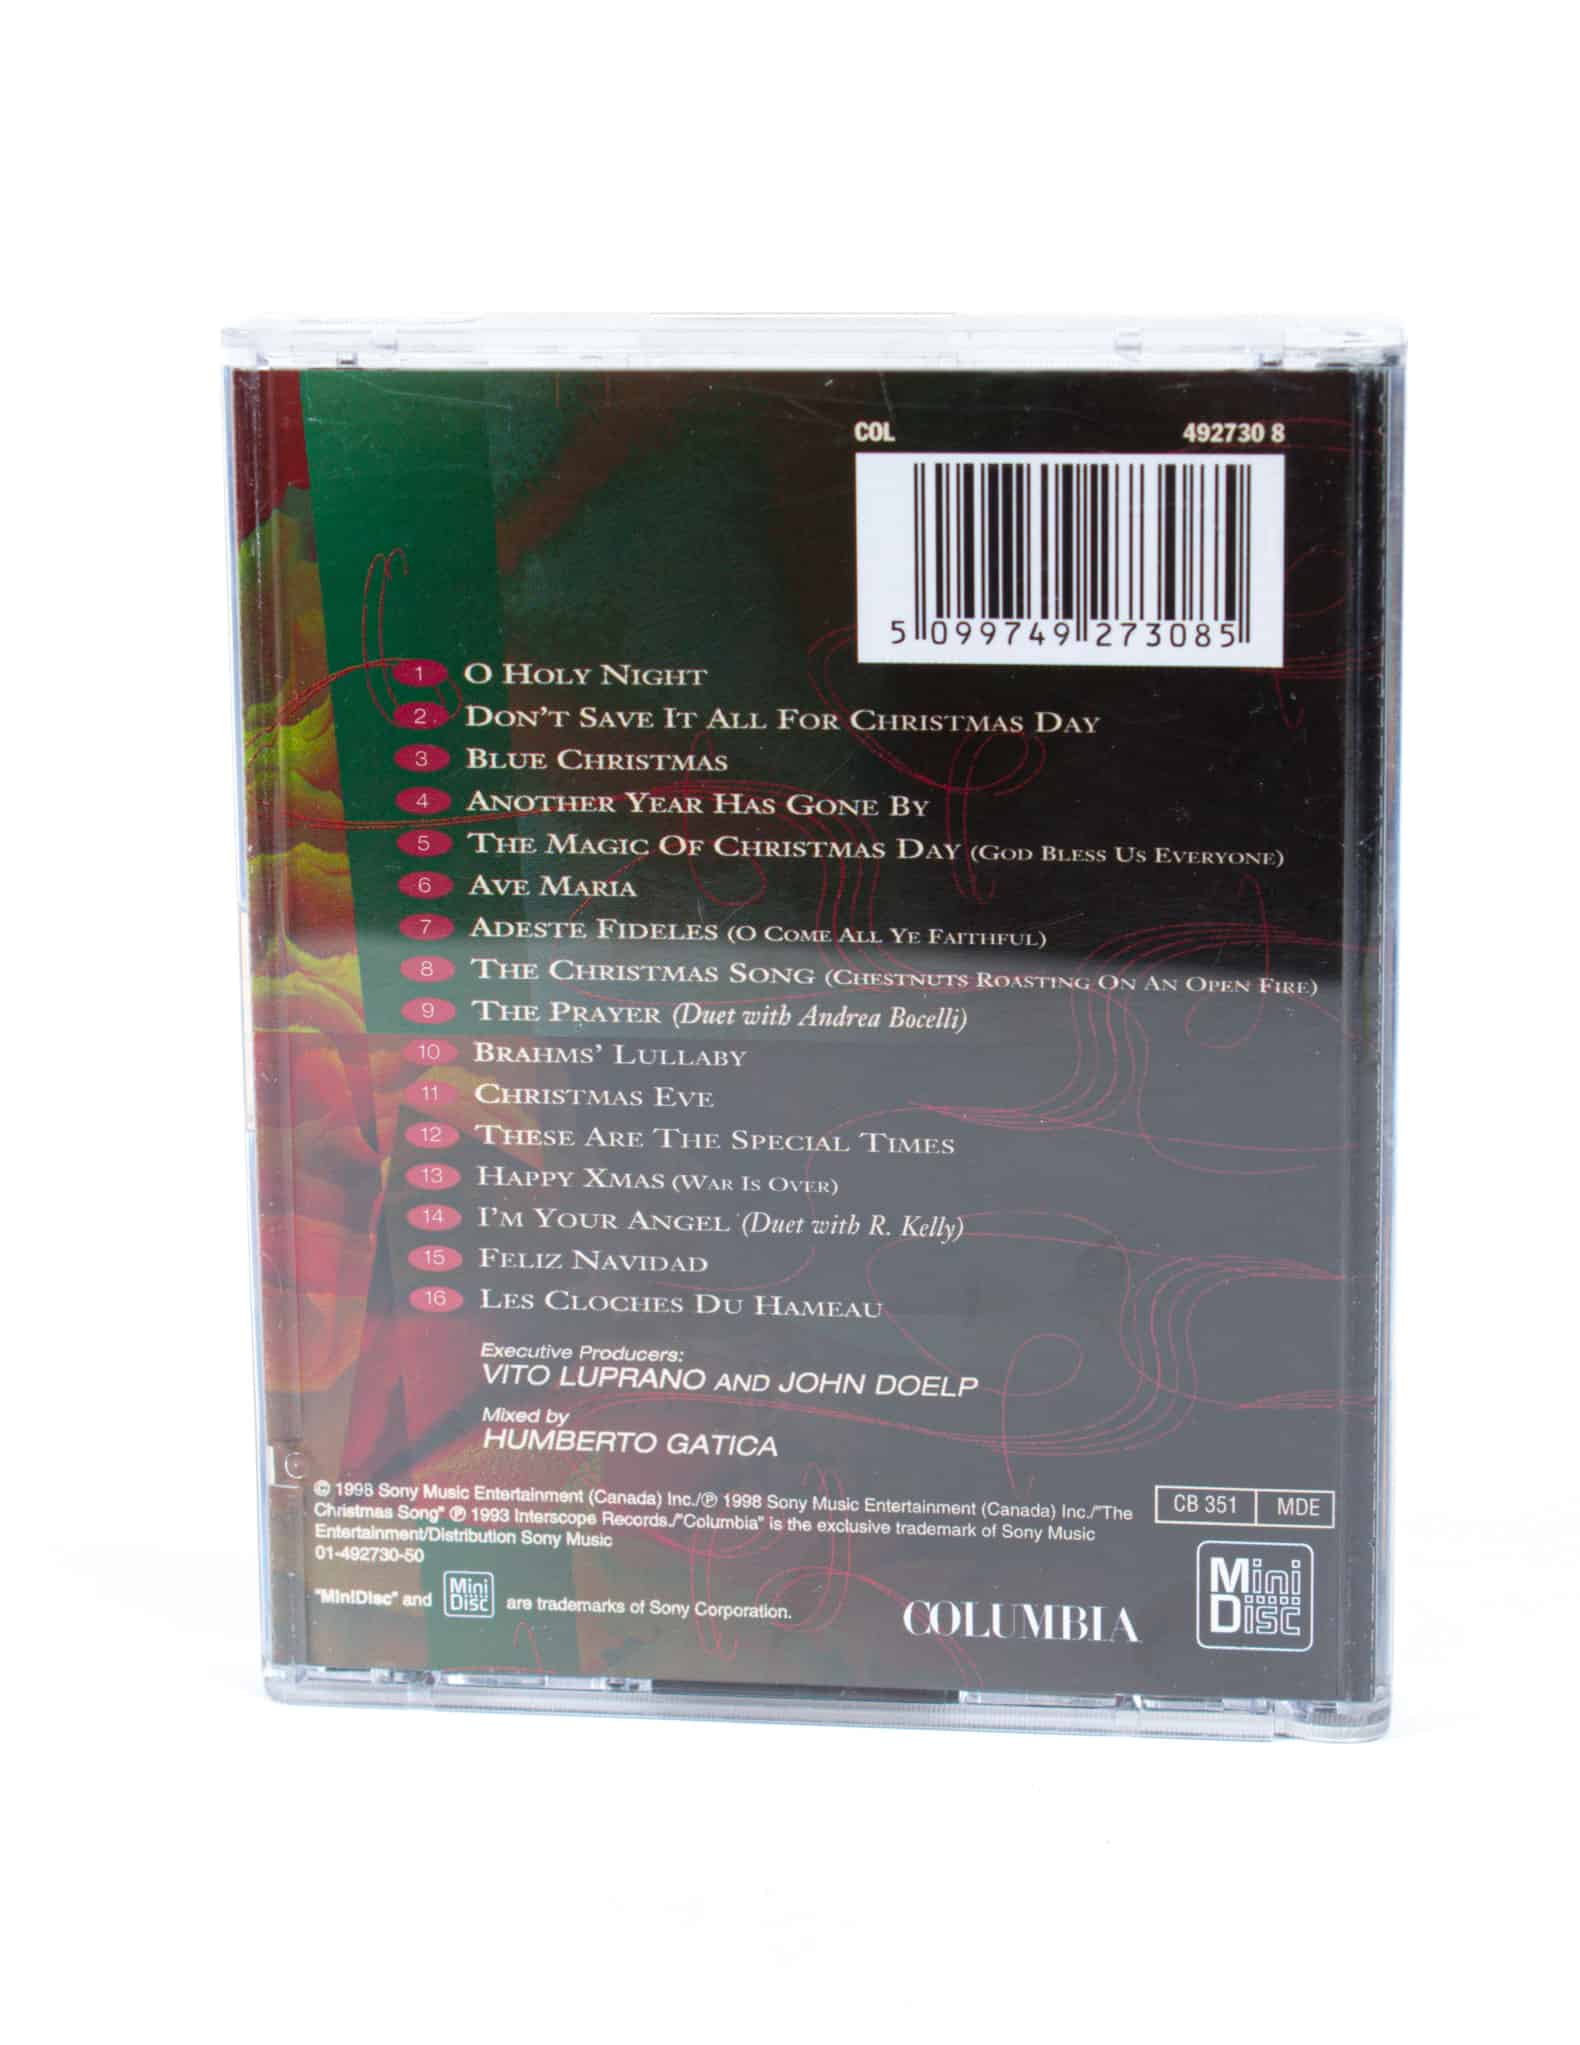 COL 492730 8
5 099749 273085
1 O Holy Night
2 Don't Save It All For Christmas Day
3 Blue Christmas
4 Another Year Has Gone By
5 The Magic Of Christmas Day (God Bless Us Everyone)
6 Ave Maria
7 Adeste Fideles (O Come All Ye Faithful)
8 The Christmas Song (Chestnuts Roasting On An Open Fire)
9 The Prayer (Duet with Andrea Bocelli)
10 Brahms' Lullaby
11 Christmas Eve
12 These Are The Special Times
13 Happy Xmas (War Is Over)
14 I'm Your Angel (Duet with R. Kelly)
15 Feliz Navidad
16 Les Cloches Du Hameau
Executive Producers:
VITO LUPRANO AND JOHN DOELP
Mixed by
HUMBERTO GATICA
© 1998 Sony Music Entertainment (Canada) Inc./℗ 1998 Sony Music Entertainment (Canada) Inc./"The
Christmas Song" ℗ 1993 Interscope Records./"Columbia" is the exclusive trademark of Sony Music
Entertainment/Distribution Sony Music
01-492730-50
CB 351 MDE
"MiniDisc" and Mini Disc are trademarks of Sony Corporation.
COLUMBIA
Mini Disc